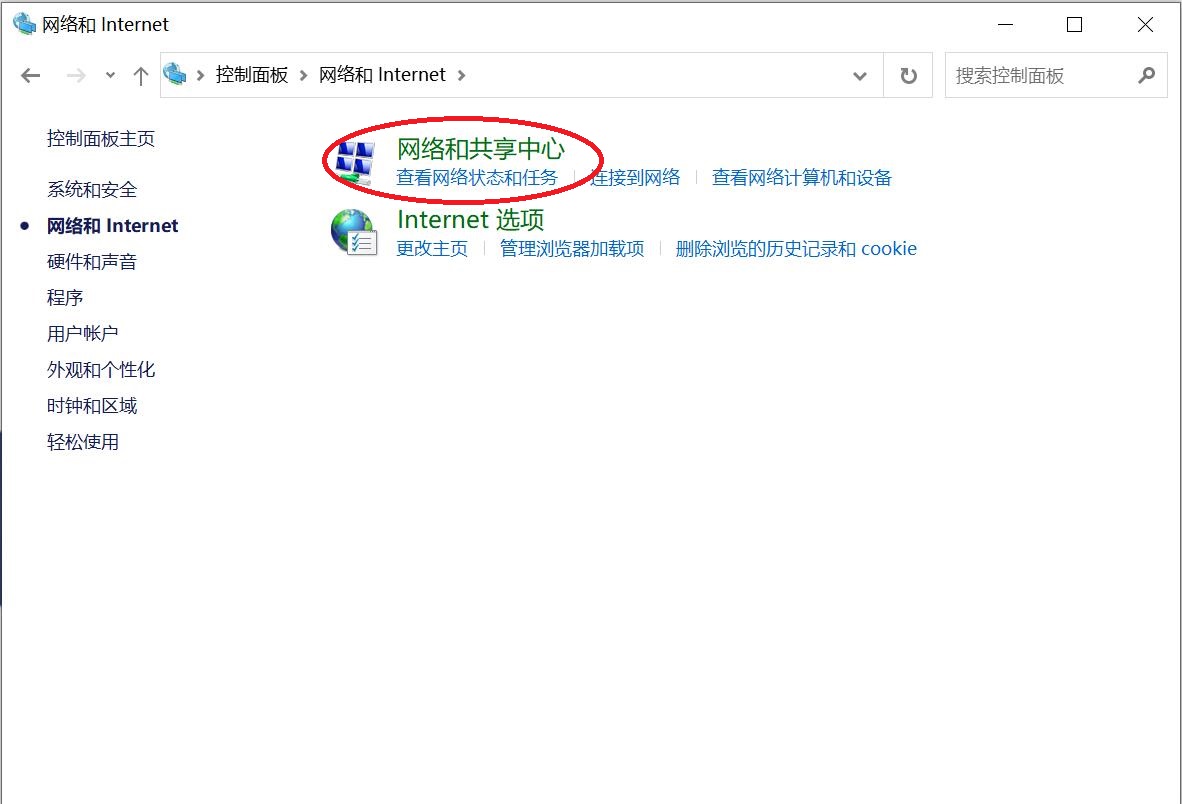 网络和 Internet
控制面板 网络和 Internet
搜索控制面板
控制面板主页
系统和安全
网络和 Internet
硬件和声音
程序
用户帐户
外观和个性化
时钟和区域
轻松使用
网络和共享中心
查看网络状态和任务 连接到网络 查看网络计算机和设备
Internet 选项
更改主页 管理浏览器加载项 删除浏览的历史记录和 cookie